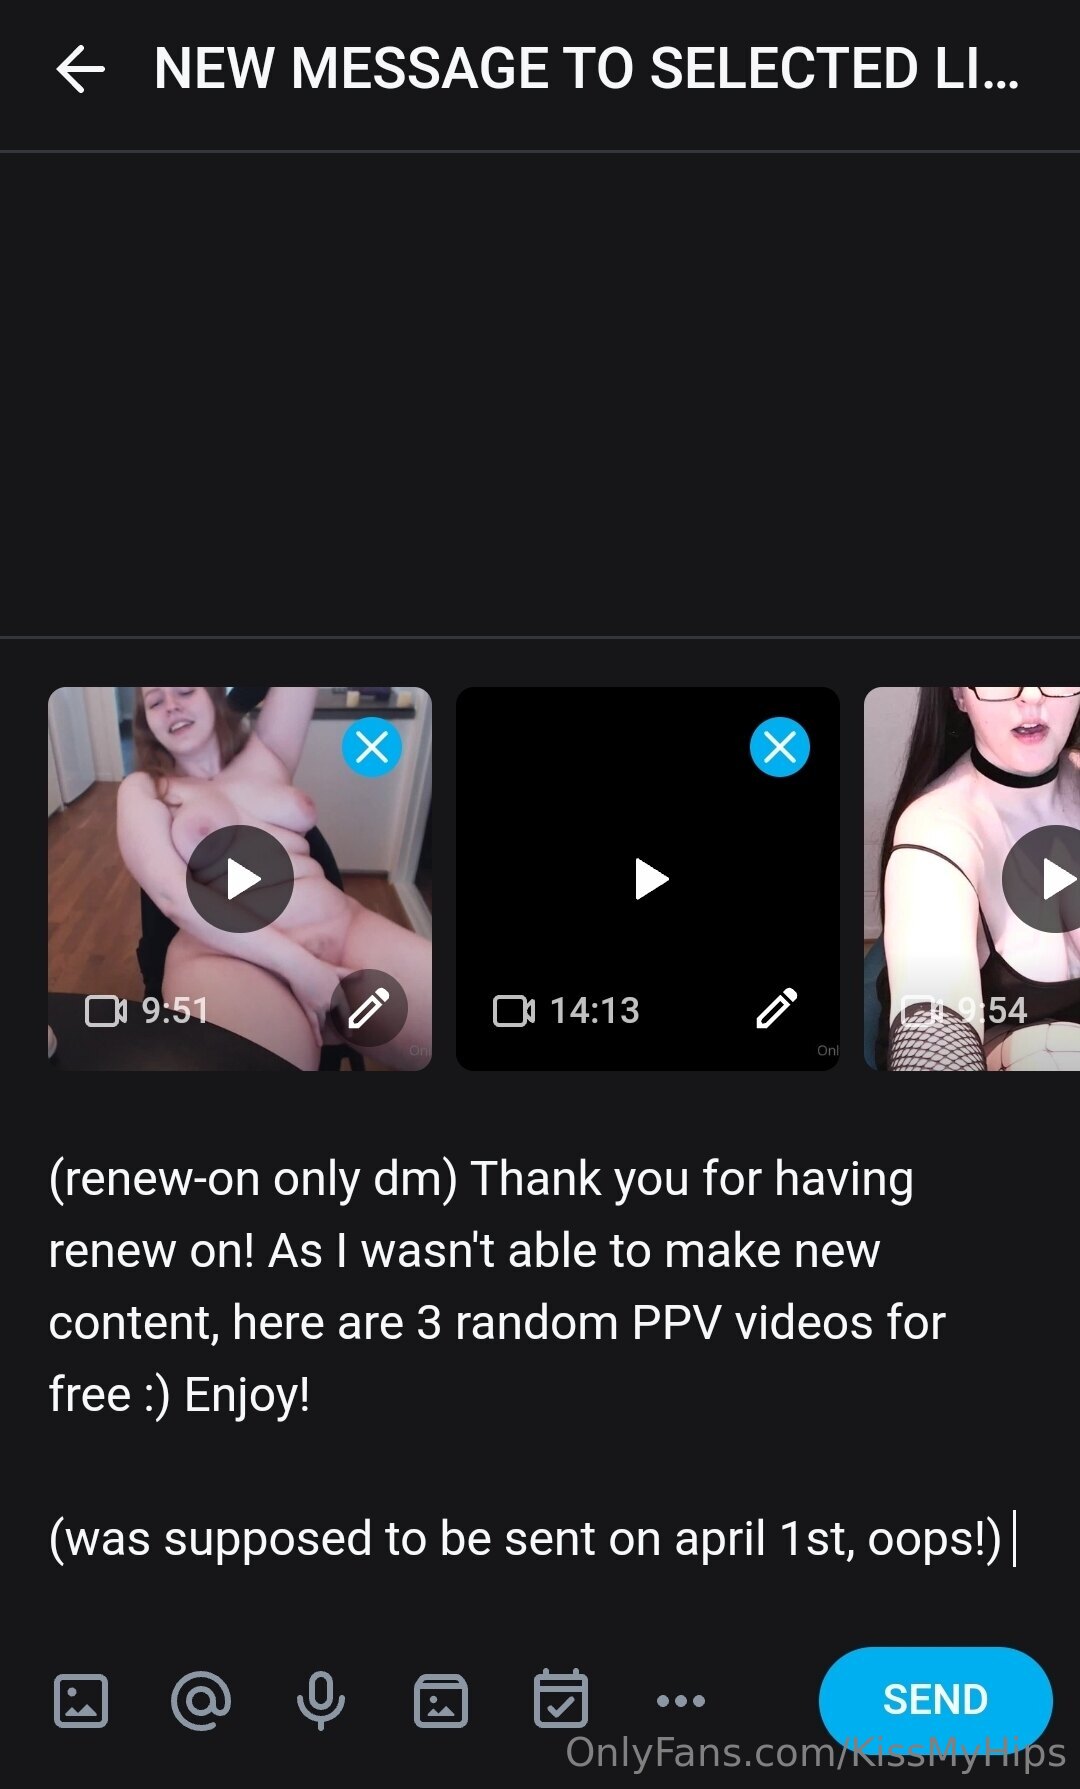 NEW MESSAGE TO SELECTED LI...
9:51
Onl
14:13
Onl
9:54
(renew-on only dm) Thank you for having
renew on! As I wasn't able to make new
content, here are 3 random PPV videos for
free :) Enjoy!
(was supposed to be sent on april 1st, oops!)
SEND
OnlyFans.com/KissMyHips